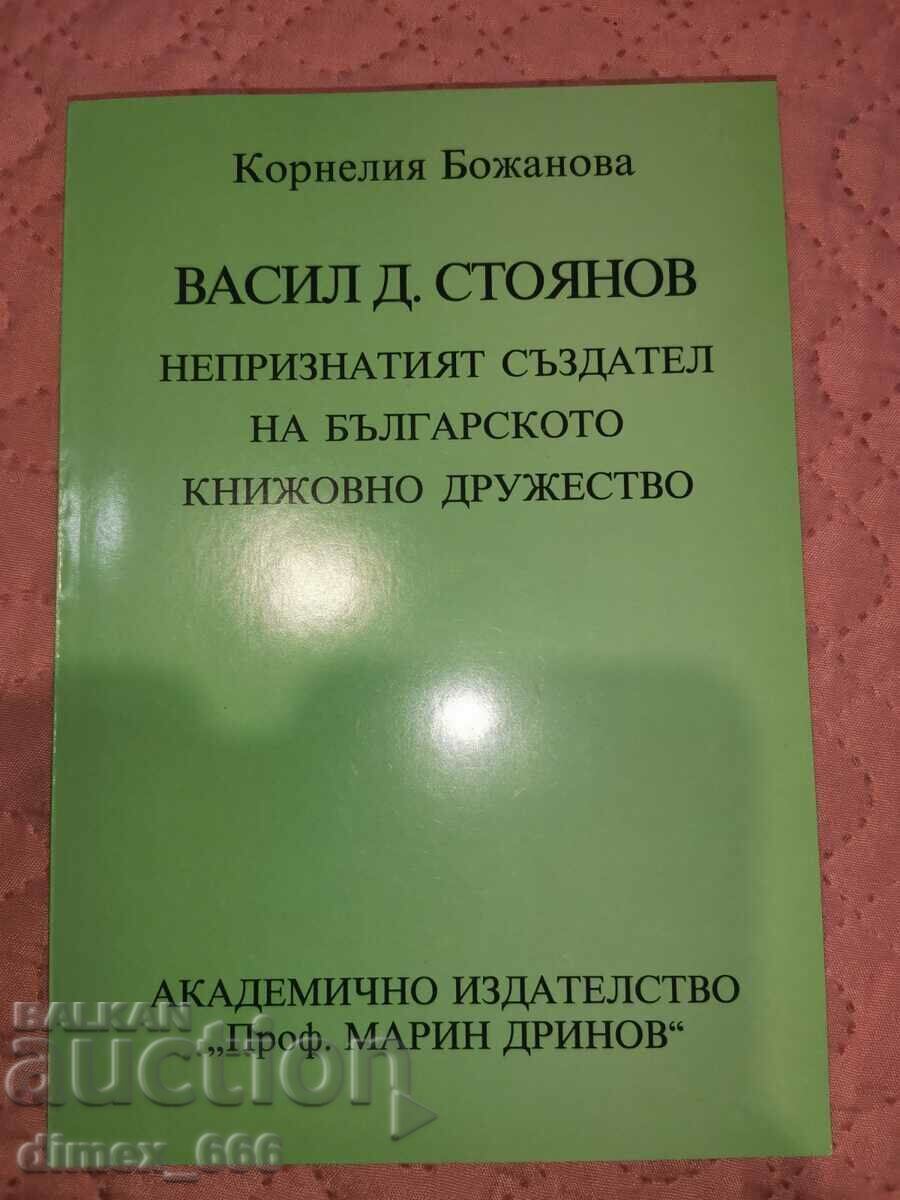 Корнелия Божанова
ВАСИЛ Д. СТОЯНОВ
НЕПРИЗНАТИЯТ СЪЗДАТЕЛ
НА БЪЛГАРСКОТО
КНИЖОВНО ДРУЖЕСТВО
АКАДЕМИЧНО ИЗДАТЕЛСТВО
„Проф. МАРИН ДРИНОВ“
BALKAN
auction
dimex_666